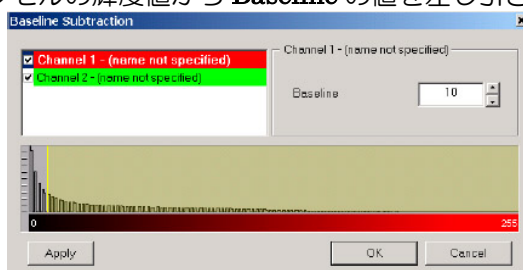 セルの輝度値から Baseline の値を差し引き
Baseline Subtraction
Channel 1 - (name not specified)
Channel 2 - (name not specified)
Channel 1 - (name not specified)
Baseline
10
0
255
Apply
OK
Cancel